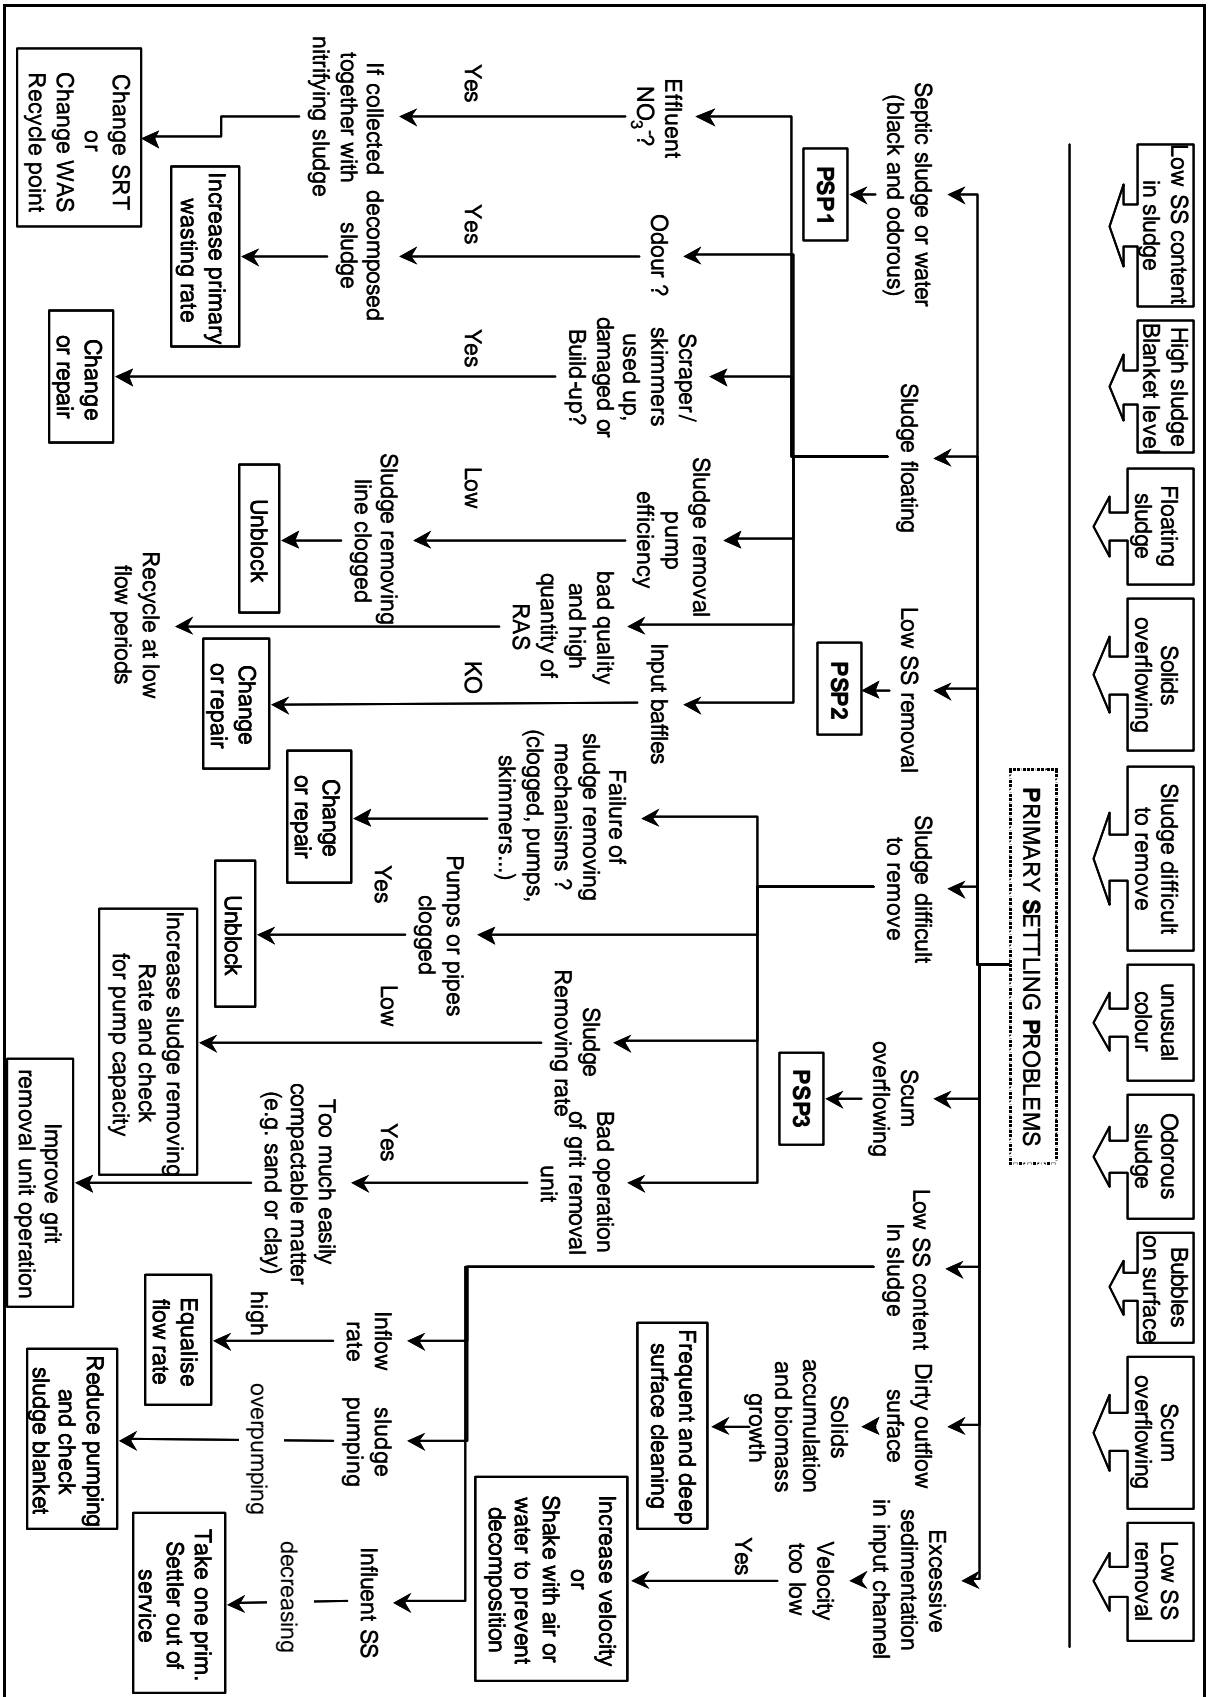 Low SS content
in sludge
High sludge
Blanket level
Floating
sludge
Solids
overflowing
Sludge difficult
to remove
unusual
colour
Odorous
sludge
Bubbles
on surface
Scum
overflowing
Low SS
removal
PRIMARY SETTLING PROBLEMS
Septic sludge or water
(black and odorous)
PSP1
Sludge floating
Low SS removal
PSP2
Sludge difficult
to remove
Scum
overflowing
PSP3
Low SS content
In sludge
Dirty outflow
surface
Solids
accumulation
and biomass
growth
Frequent and deep
surface cleaning
Excessive
sedimentation
in input channel
Velocity
too low
Yes
Increase velocity
or
Shake with air or
water to prevent
decomposition
Effluent
NO3-?
Yes
If collected
together with
nitrifying sludge
Change SRT
or
Change WAS
Recycle point
Odour ?
Yes
decomposed
sludge
Increase primary
wasting rate
Scraper/
skimmers
used up,
damaged or
Build-up?
Yes
Change
or repair
Sludge removal
pump
efficiency
Low
Sludge removing
line clogged
Unblock
bad quality
and high
quantity of
RAS
Recycle at low
flow periods
Input baffles
KO
Change
or repair
Failure of
sludge removing
mechanisms ?
(clogged, pumps,
skimmers...)
Change
or repair
Pumps or pipes
clogged
Yes
Unblock
Sludge
Removing rate
Low
Increase sludge removing
Rate and check
for pump capacity
Bad operation
of grit removal
unit
Yes
Too much easily
compactable matter
(e.g. sand or clay)
Improve grit
removal unit operation
Inflow
rate
high
Equalise
flow rate
sludge
pumping
overpumping
Reduce pumping
and check
sludge blanket
Influent SS
decreasing
Take one prim.
Settler out of
service